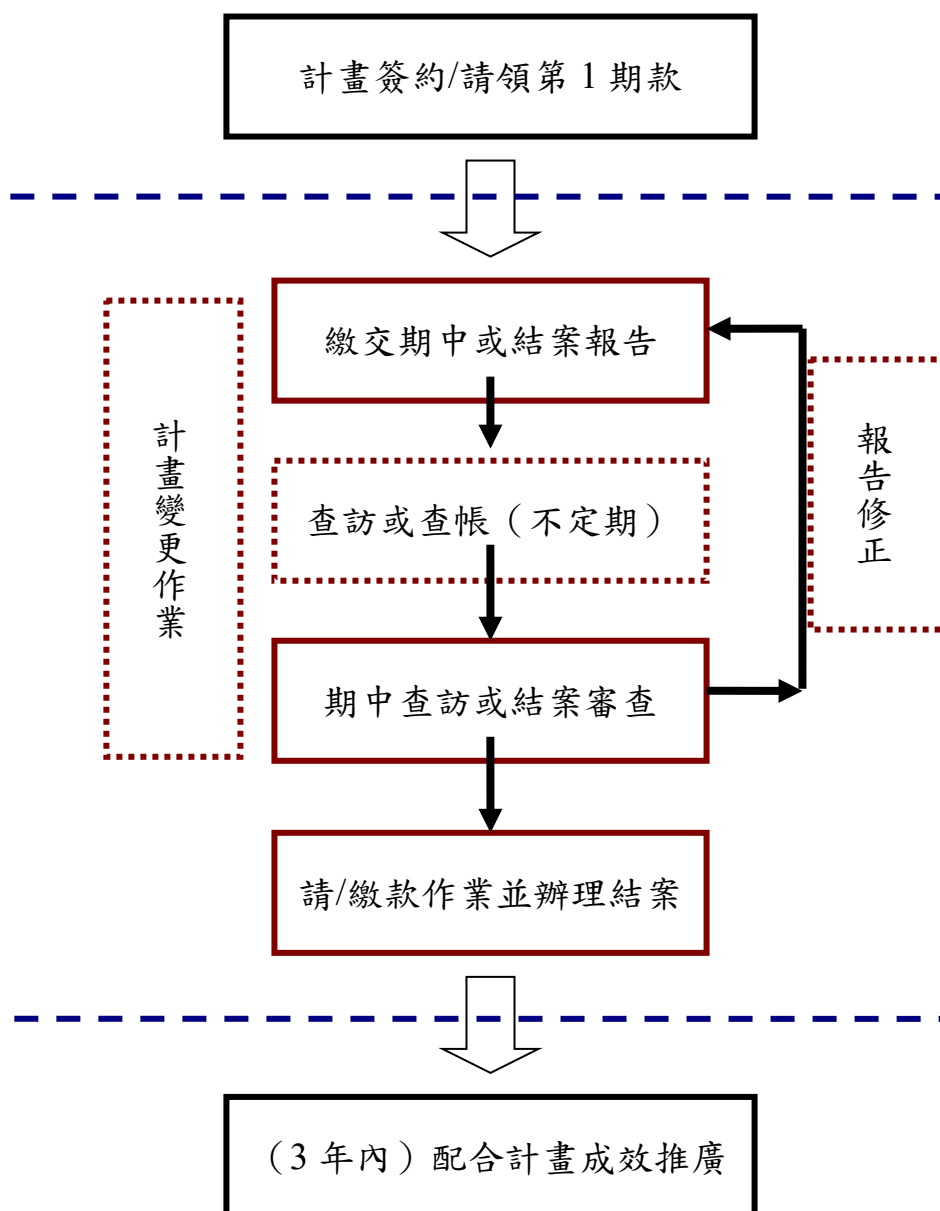 計畫簽約/請領第 1 期款
繳交期中或結案報告
計畫變更作業
查訪或查帳（不定期）
報告修正
期中查訪或結案審查
請/繳款作業並辦理結案
（3 年內）配合計畫成效推廣